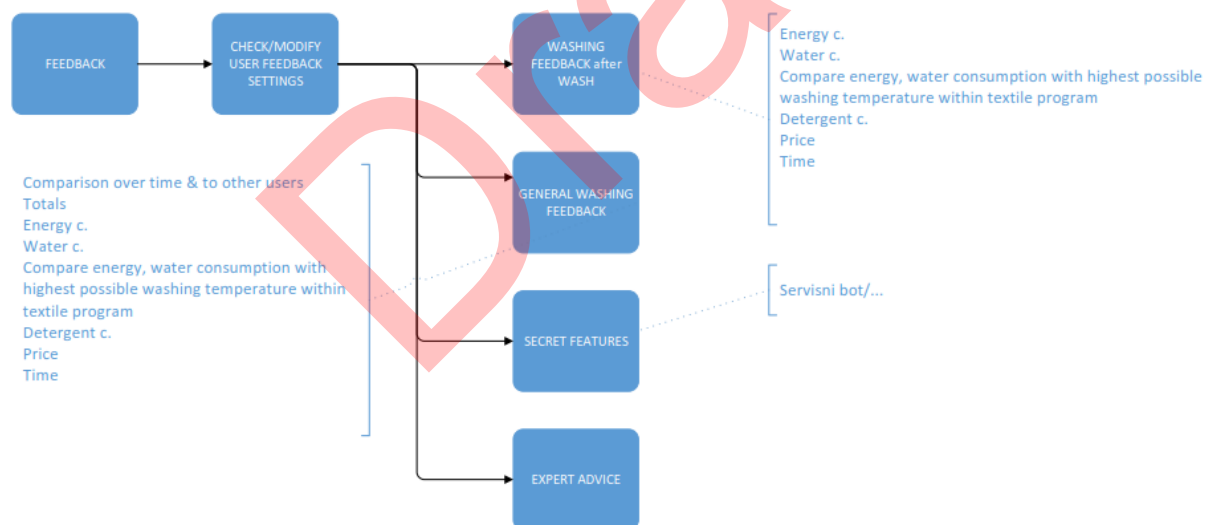 FEEDBACK
CHECK/MODIFY
USER FEEDBACK
SETTINGS
WASHING
FEEDBACK after
WASH
Energy c.
Water c.
Compare energy, water consumption with highest possible
washing temperature within textile program
Detergent c.
Price
Time
Comparison over time & to other users
Totals
Energy c.
Water c.
Compare energy, water consumption with
highest possible washing temperature within
textile program
Detergent c.
Price
Time
GENERAL WASHING
FEEDBACK
Servisni bot/...
SECRET FEATURES
EXPERT ADVICE